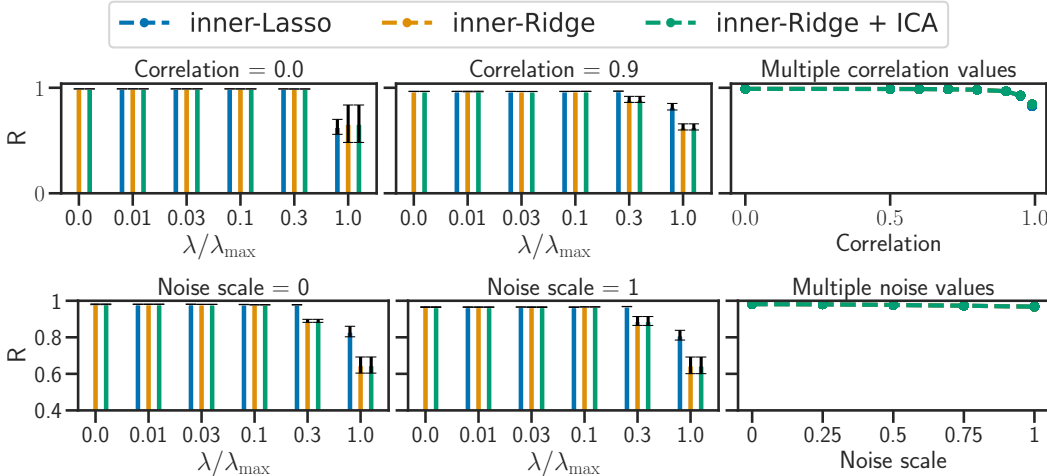 inner-Lasso inner-Ridge inner-Ridge + ICA
Correlation = 0.0 Correlation = 0.9 Multiple correlation values
R
1
0
0.0 0.01 0.03 0.1 0.3 1.0
λ/λmax
0.0 0.01 0.03 0.1 0.3 1.0
λ/λmax
0.0 0.5 1.0
Correlation
Noise scale = 0 Noise scale = 1 Multiple noise values
R
1
0.8
0.6
0.4
0.0 0.01 0.03 0.1 0.3 1.0
λ/λmax
0.0 0.01 0.03 0.1 0.3 1.0
λ/λmax
0 0.25 0.5 0.75 1
Noise scale